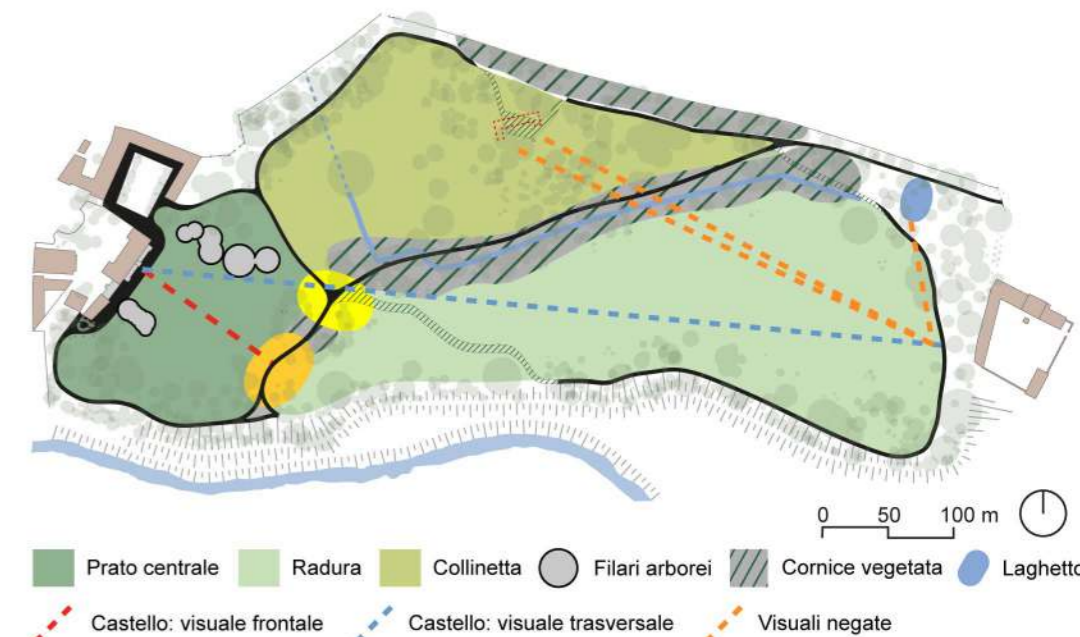 0 50 100 m
Prato centrale Radura Collinetta Filari arborei Cornice vegetata Laghetto
Castello: visuale frontale Castello: visuale trasversale Visuali negate